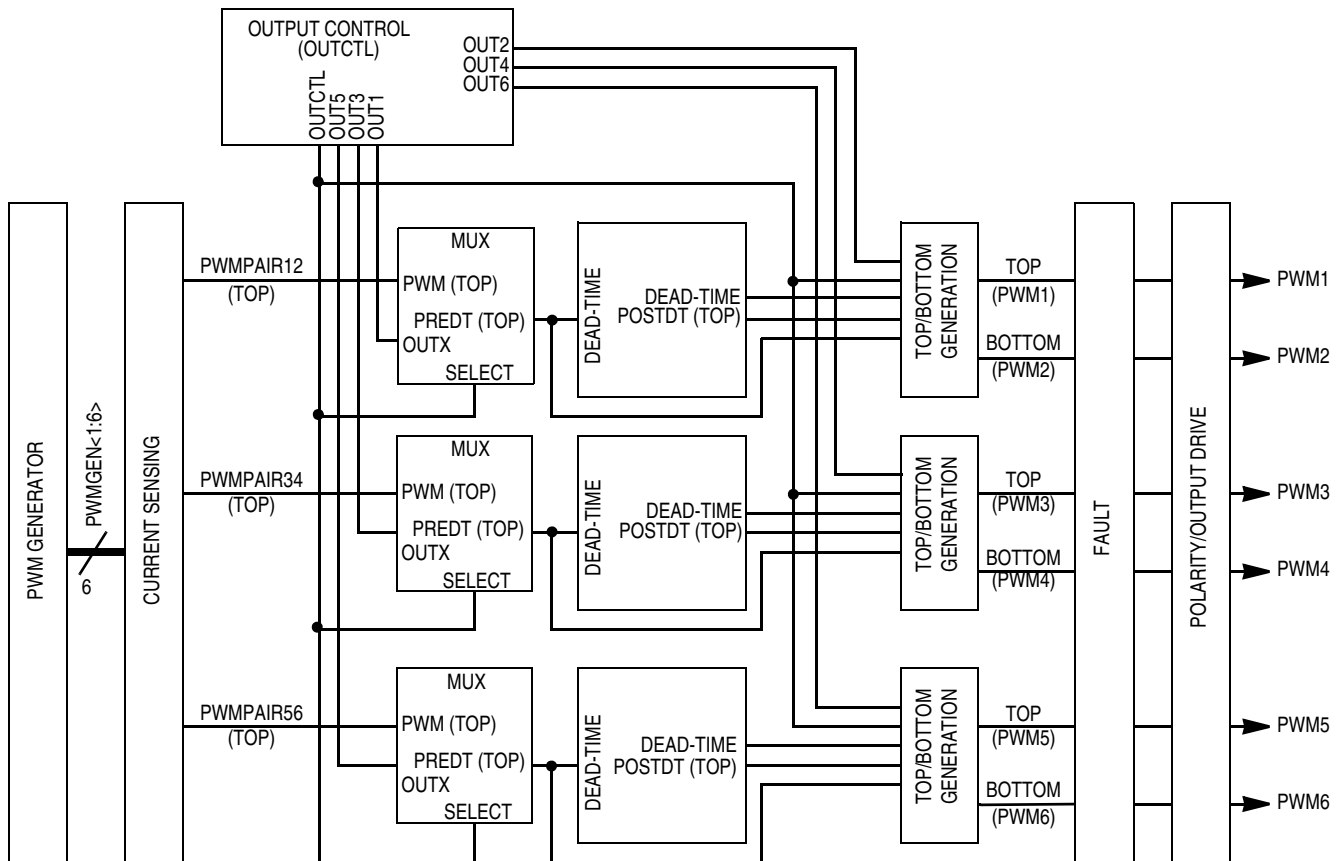 OUTPUT CONTROL
(OUTCTL)
OUT2
OUT4
OUT6
OUTCTL
OUT5
OUT3
OUT1
PWM GENERATOR
PWMGEN<1:6>
6
CURRENT SENSING
PWMPAIR12
(TOP)
MUX
PWM (TOP)
PREDT (TOP)
OUTX
SELECT
DEAD-TIME
DEAD-TIME
POSTDT (TOP)
TOP/BOTTOM
GENERATION
TOP
(PWM1)
BOTTOM
(PWM2)
PWMPAIR34
(TOP)
MUX
PWM (TOP)
PREDT (TOP)
OUTX
SELECT
DEAD-TIME
DEAD-TIME
POSTDT (TOP)
TOP/BOTTOM
GENERATION
TOP
(PWM3)
BOTTOM
(PWM4)
PWMPAIR56
(TOP)
MUX
PWM (TOP)
PREDT (TOP)
OUTX
SELECT
DEAD-TIME
DEAD-TIME
POSTDT (TOP)
TOP/BOTTOM
GENERATION
TOP
(PWM5)
BOTTOM
(PWM6)
FAULT
POLARITY/OUTPUT DRIVE
PWM1
PWM2
PWM3
PWM4
PWM5
PWM6